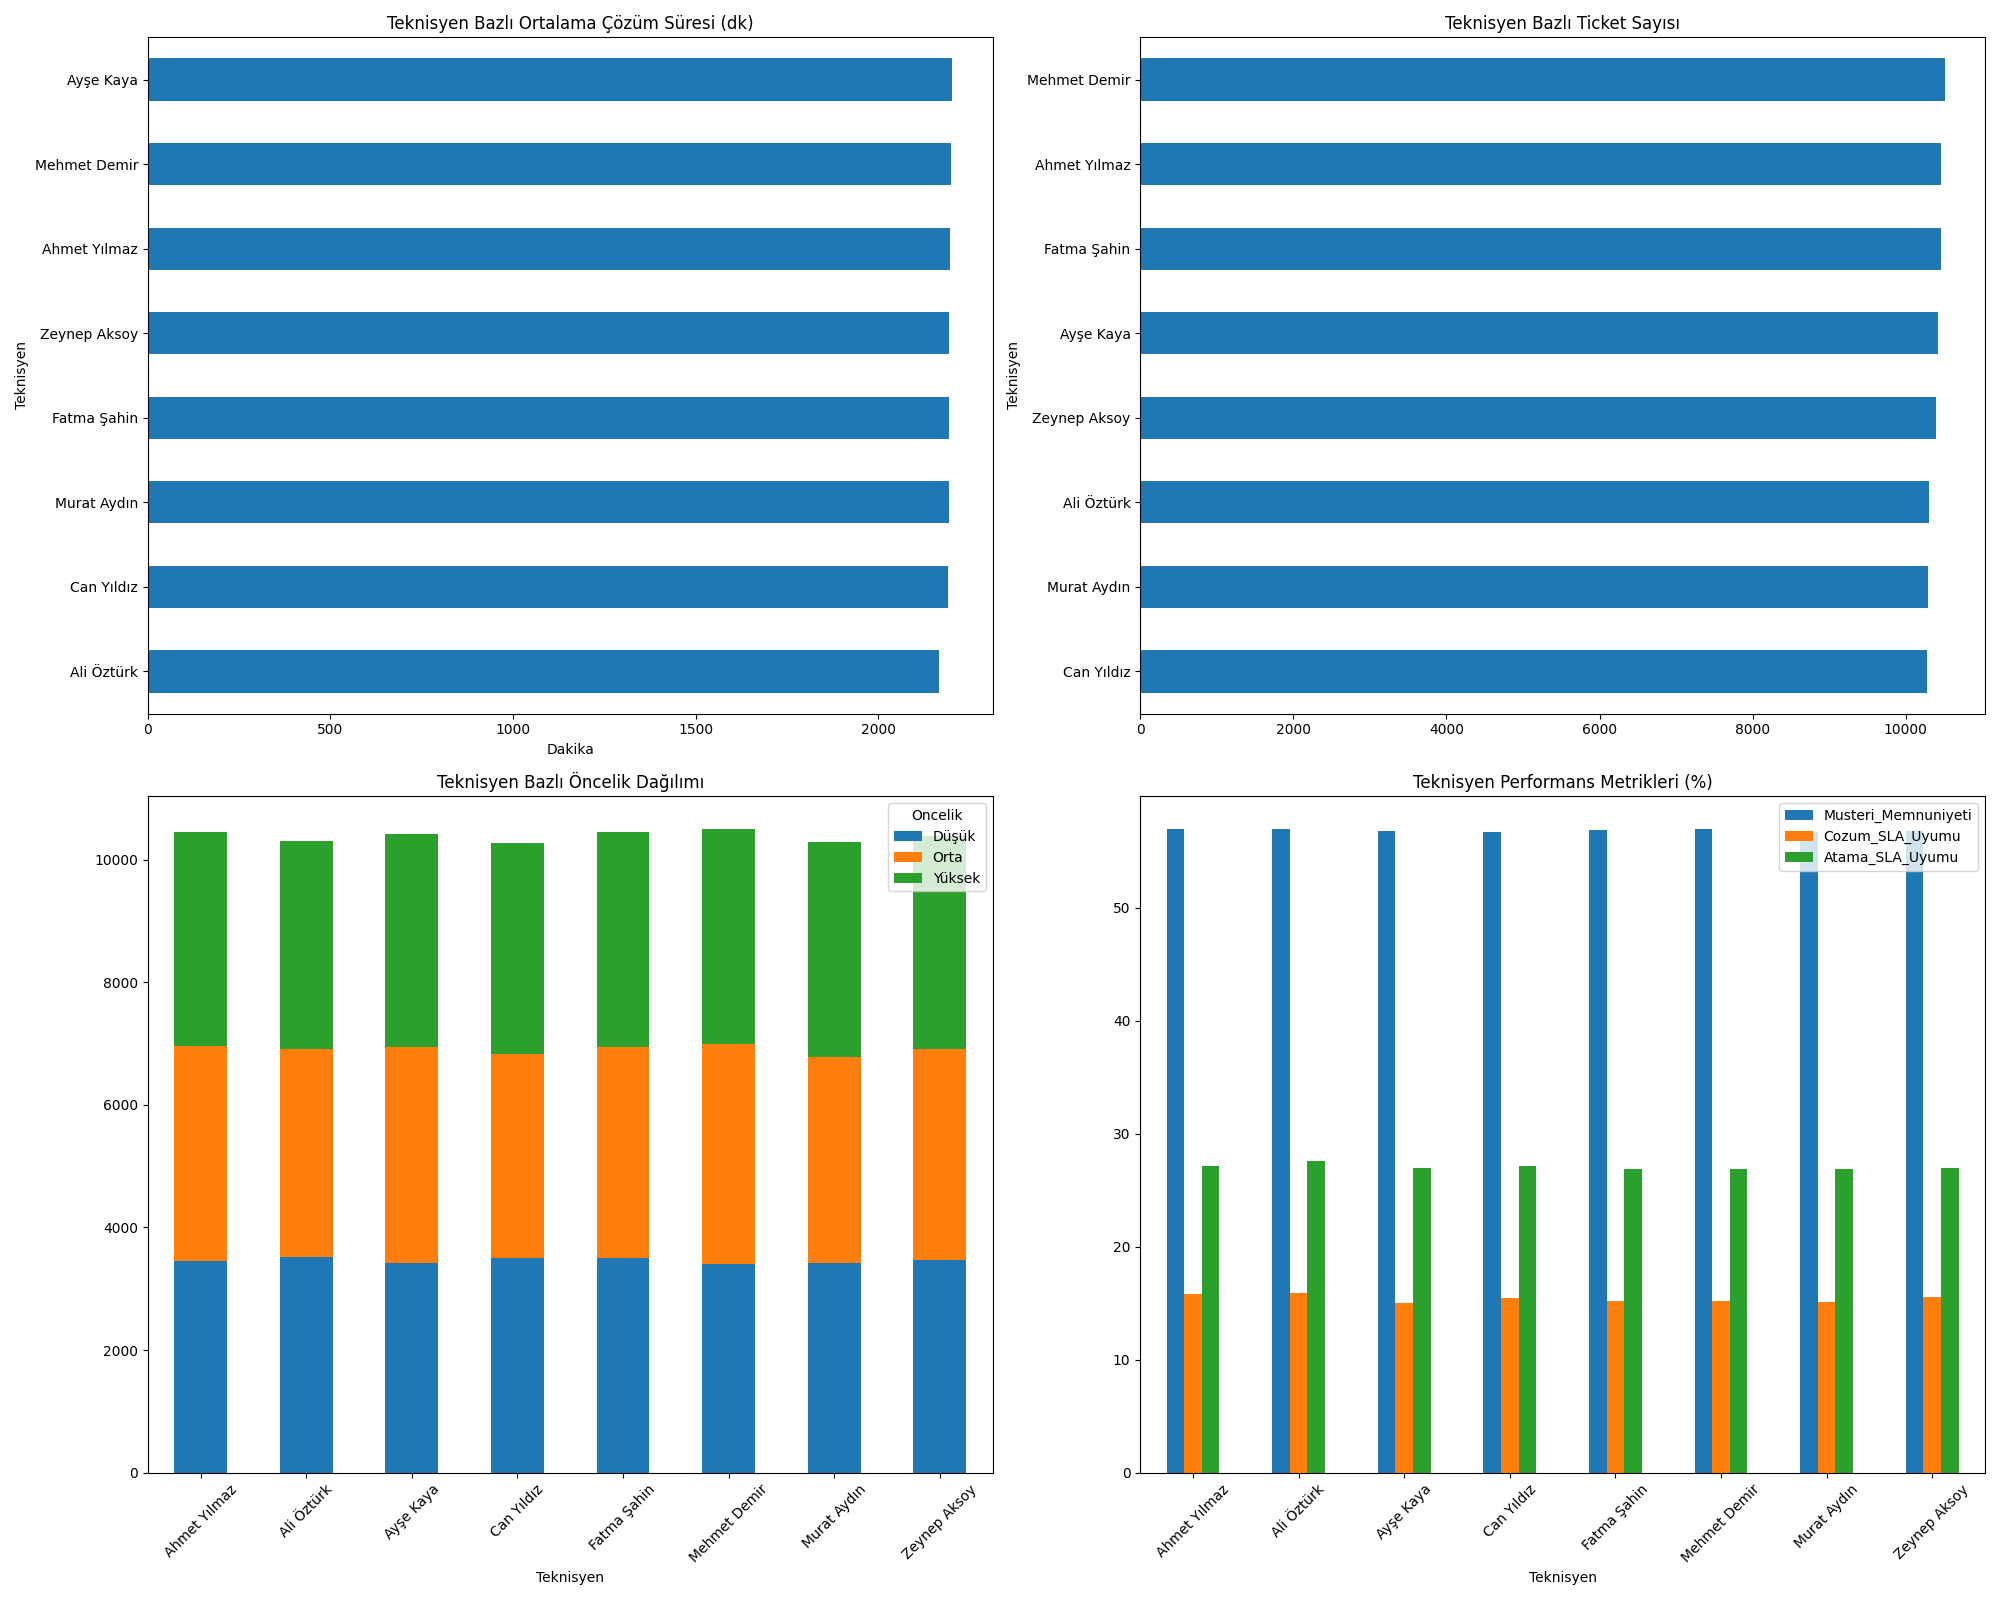 Teknisyen Bazlı Ortalama Çözüm Süresi (dk)
Teknisyen
Ayşe Kaya
Mehmet Demir
Ahmet Yılmaz
Zeynep Aksoy
Fatma Şahin
Murat Aydın
Can Yıldız
Ali Öztürk
0 500 1000 1500 2000
Dakika
Teknisyen Bazlı Ticket Sayısı
Teknisyen
Mehmet Demir
Ahmet Yılmaz
Fatma Şahin
Ayşe Kaya
Zeynep Aksoy
Ali Öztürk
Murat Aydın
Can Yıldız
0 2000 4000 6000 8000 10000
Teknisyen Bazlı Öncelik Dağılımı
Oncelik
Düşük
Orta
Yüksek
10000
8000
6000
4000
2000
0
Ahmet Yılmaz Ali Öztürk Ayşe Kaya Can Yıldız Fatma Şahin Mehmet Demir Murat Aydın Zeynep Aksoy
Teknisyen
Teknisyen Performans Metrikleri (%)
Musteri_Memnuniyeti
Cozum_SLA_Uyumu
Atama_SLA_Uyumu
50
40
30
20
10
0
Ahmet Yılmaz Ali Öztürk Ayşe Kaya Can Yıldız Fatma Şahin Mehmet Demir Murat Aydın Zeynep Aksoy
Teknisyen